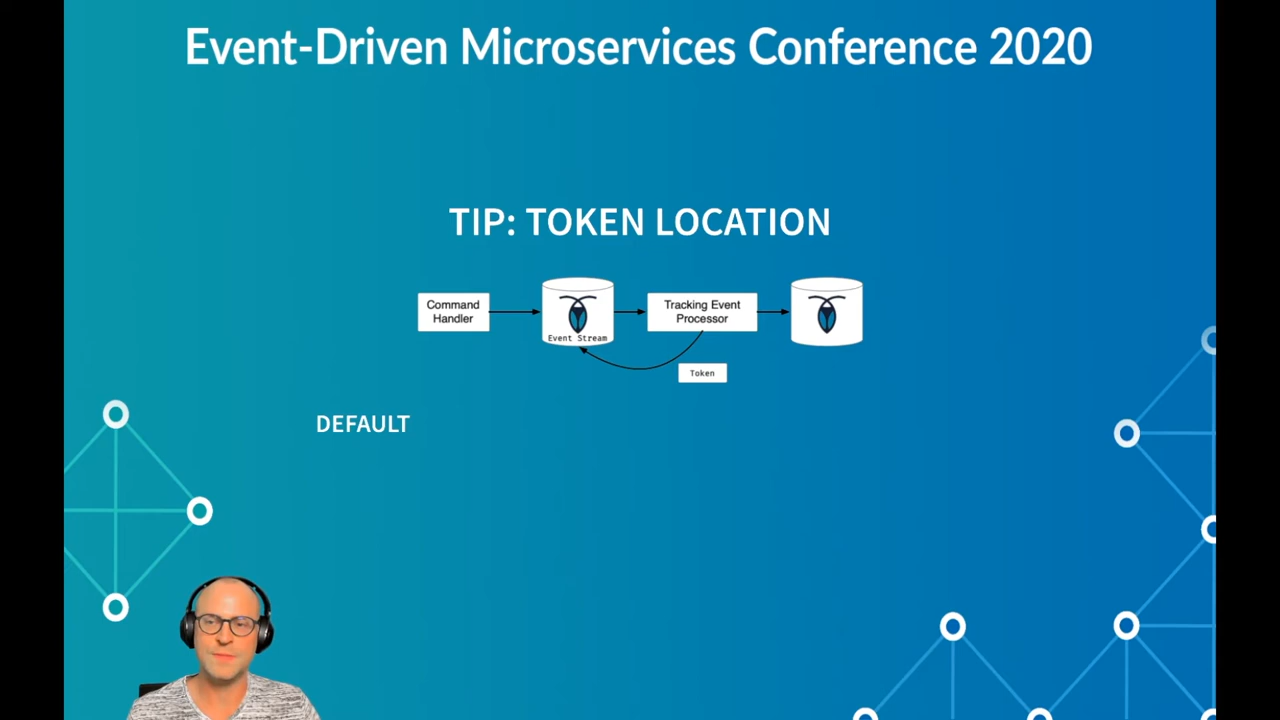 Event-Driven Microservices Conference 2020
TIP: TOKEN LOCATION
Command
Handler
Event Stream
Tracking Event
Processor
Token
DEFAULT